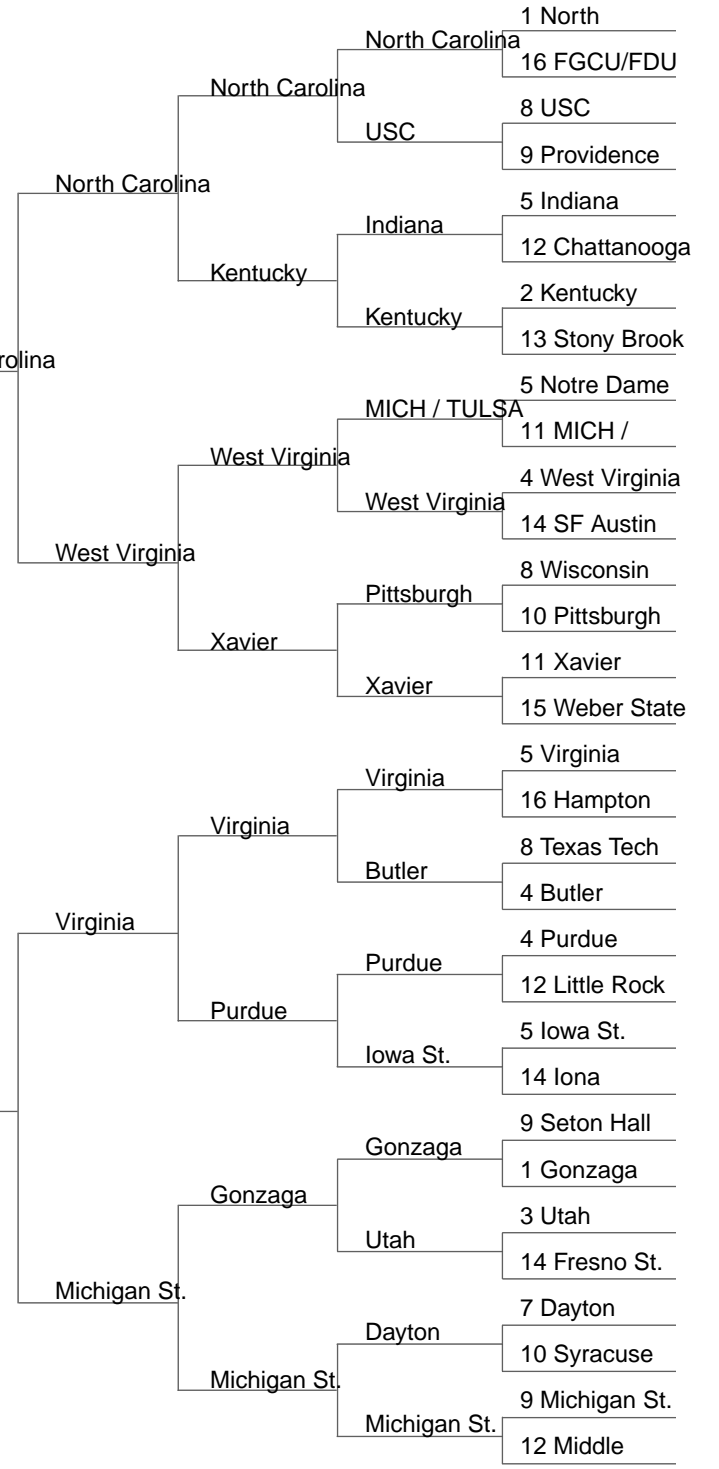 1 North
North Carolina
16 FGCU/FDU
North Carolina
8 USC
USC
9 Providence
North Carolina
5 Indiana
Indiana
12 Chattanooga
Kentucky
2 Kentucky
Kentucky
13 Stony Brook
rolina
5 Notre Dame
MICH / TULSA
11 MICH /
West Virginia
4 West Virginia
West Virginia
14 SF Austin
West Virginia
8 Wisconsin
Pittsburgh
10 Pittsburgh
Xavier
11 Xavier
Xavier
15 Weber State
5 Virginia
Virginia
16 Hampton
Virginia
8 Texas Tech
Butler
4 Butler
Virginia
4 Purdue
Purdue
12 Little Rock
Purdue
5 Iowa St.
Iowa St.
14 Iona
9 Seton Hall
Gonzaga
1 Gonzaga
Gonzaga
3 Utah
Utah
14 Fresno St.
Michigan St.
7 Dayton
Dayton
10 Syracuse
Michigan St.
9 Michigan St.
Michigan St.
12 Middle